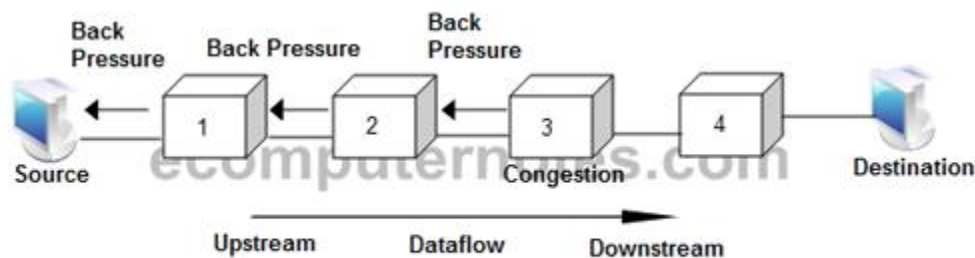 Back
Pressure
Back Pressure
Back
Pressure
1
2
3
4
ecomputernotes.com
Source
Congestion
Destination
Upstream
Dataflow
Downstream